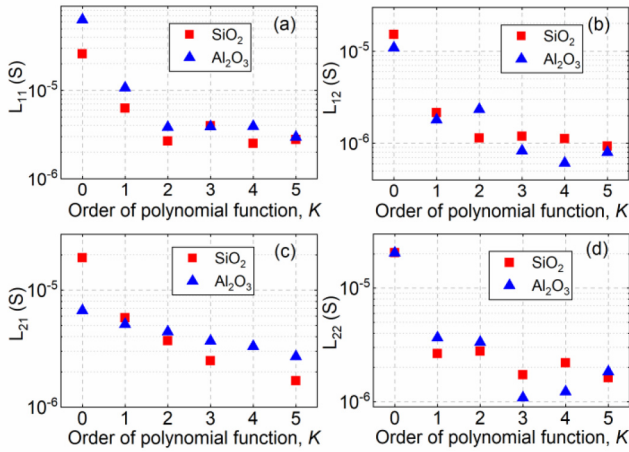 (a)
SiO₂
Al₂O₃
L₁₁ (S)
10⁻⁵
10⁻⁶
0 1 2 3 4 5
Order of polynomial function, K
(b)
SiO₂
Al₂O₃
L₁₂ (S)
10⁻⁵
10⁻⁶
0 1 2 3 4 5
Order of polynomial function, K
(c)
SiO₂
Al₂O₃
L₂₁ (S)
10⁻⁵
10⁻⁶
0 1 2 3 4 5
Order of polynomial function, K
(d)
SiO₂
Al₂O₃
L₂₂ (S)
10⁻⁵
10⁻⁶
0 1 2 3 4 5
Order of polynomial function, K